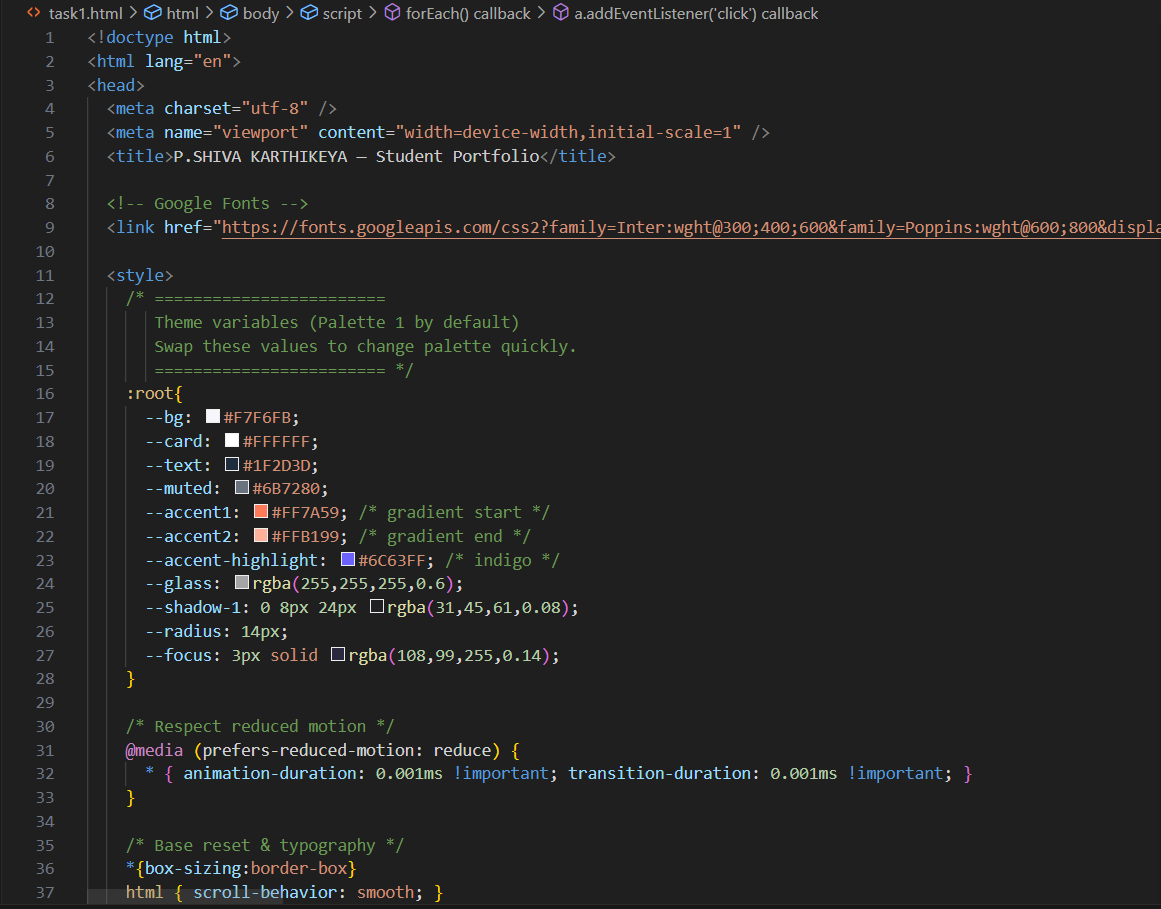 <> task1.html > html > body > script > forEach() callback > a.addEventListener('click') callback
1 <!doctype html>
2 <html lang="en">
3 <head>
4 <meta charset="utf-8" />
5 <meta name="viewport" content="width=device-width,initial-scale=1" />
6 <title>P.SHIVA KARTHIKEYA — Student Portfolio</title>
7
8 <!-- Google Fonts -->
9 <link href="https://fonts.googleapis.com/css2?family=Inter:wght@300;400;600&family=Poppins:wght@600;800&displa
10
11 <style>
12 /* ========================
13 Theme variables (Palette 1 by default)
14 Swap these values to change palette quickly.
15 ======================== */
16 :root{
17 --bg: #F7F6FB;
18 --card: #FFFFFF;
19 --text: #1F2D3D;
20 --muted: #6B7280;
21 --accent1: #FF7A59; /* gradient start */
22 --accent2: #FFB199; /* gradient end */
23 --accent-highlight: #6C63FF; /* indigo */
24 --glass: rgba(255,255,255,0.6);
25 --shadow-1: 0 8px 24px rgba(31,45,61,0.08);
26 --radius: 14px;
27 --focus: 3px solid rgba(108,99,255,0.14);
28 }
29
30 /* Respect reduced motion */
31 @media (prefers-reduced-motion: reduce) {
32 * { animation-duration: 0.001ms !important; transition-duration: 0.001ms !important; }
33 }
34
35 /* Base reset & typography */
36 *{box-sizing:border-box}
37 html { scroll-behavior: smooth; }